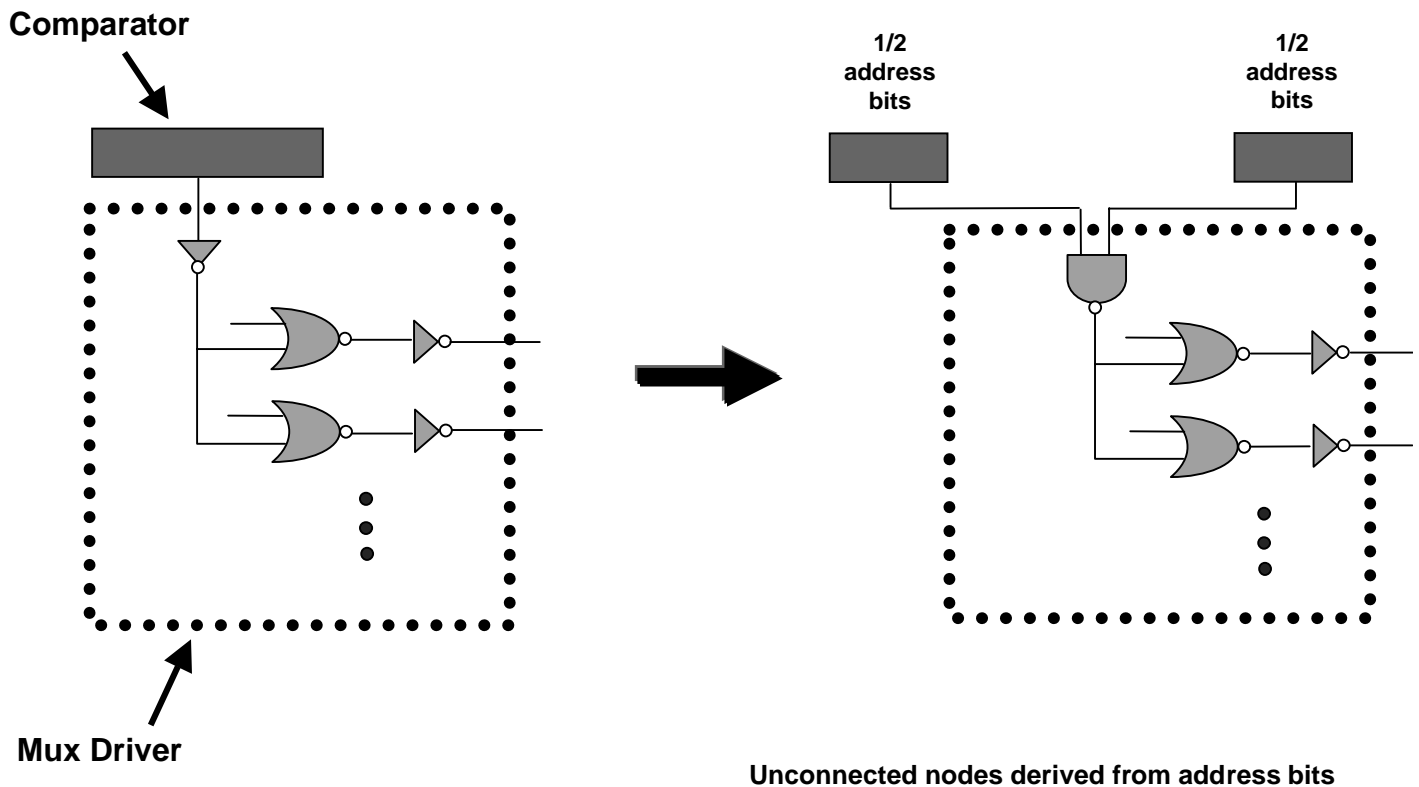 Comparator
1/2
address
bits
1/2
address
bits
Mux Driver
Unconnected nodes derived from address bits